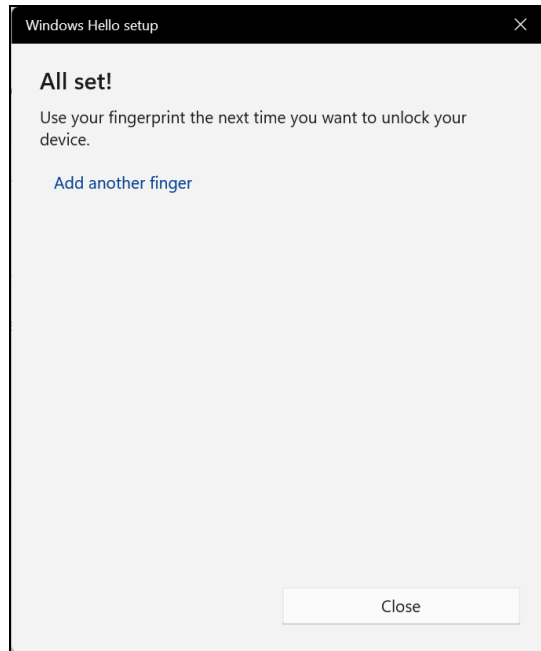 Windows Hello setup
All set!
Use your fingerprint the next time you want to unlock your
device.
Add another finger
Close